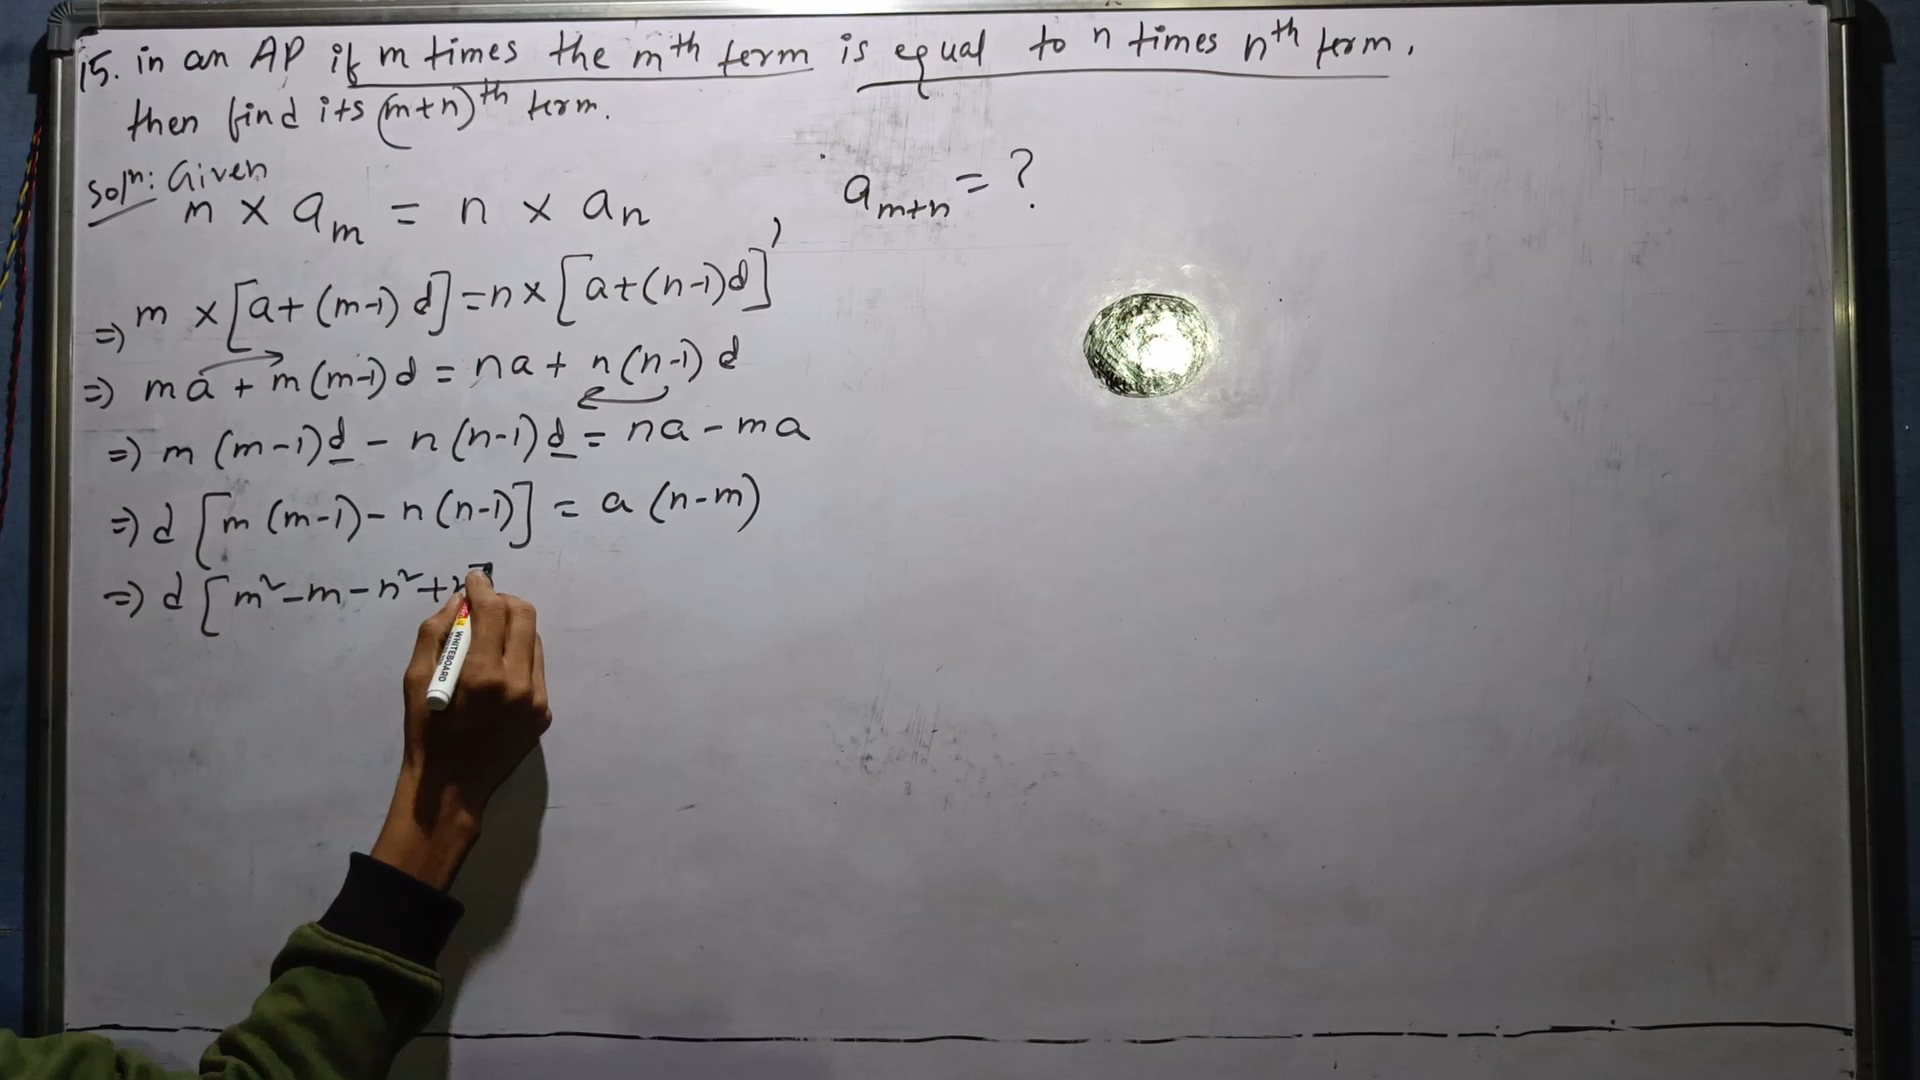 15. in an AP if m times the mth term is equal to n times nth term.
then find its (m+n)th term.
Soln: Given
m × am = n × an
am+n = ?
⇒ m × [a+(m-1) d] = n × [a+(n-1)d]
⇒ ma + m(m-1)d = na + n(n-1) d
⇒ m (m-1)d - n (n-1)d = na - ma
⇒ d [m (m-1) - n (n-1)] = a (n-m)
⇒ d [m² - m - n² +
WHITEBOARD